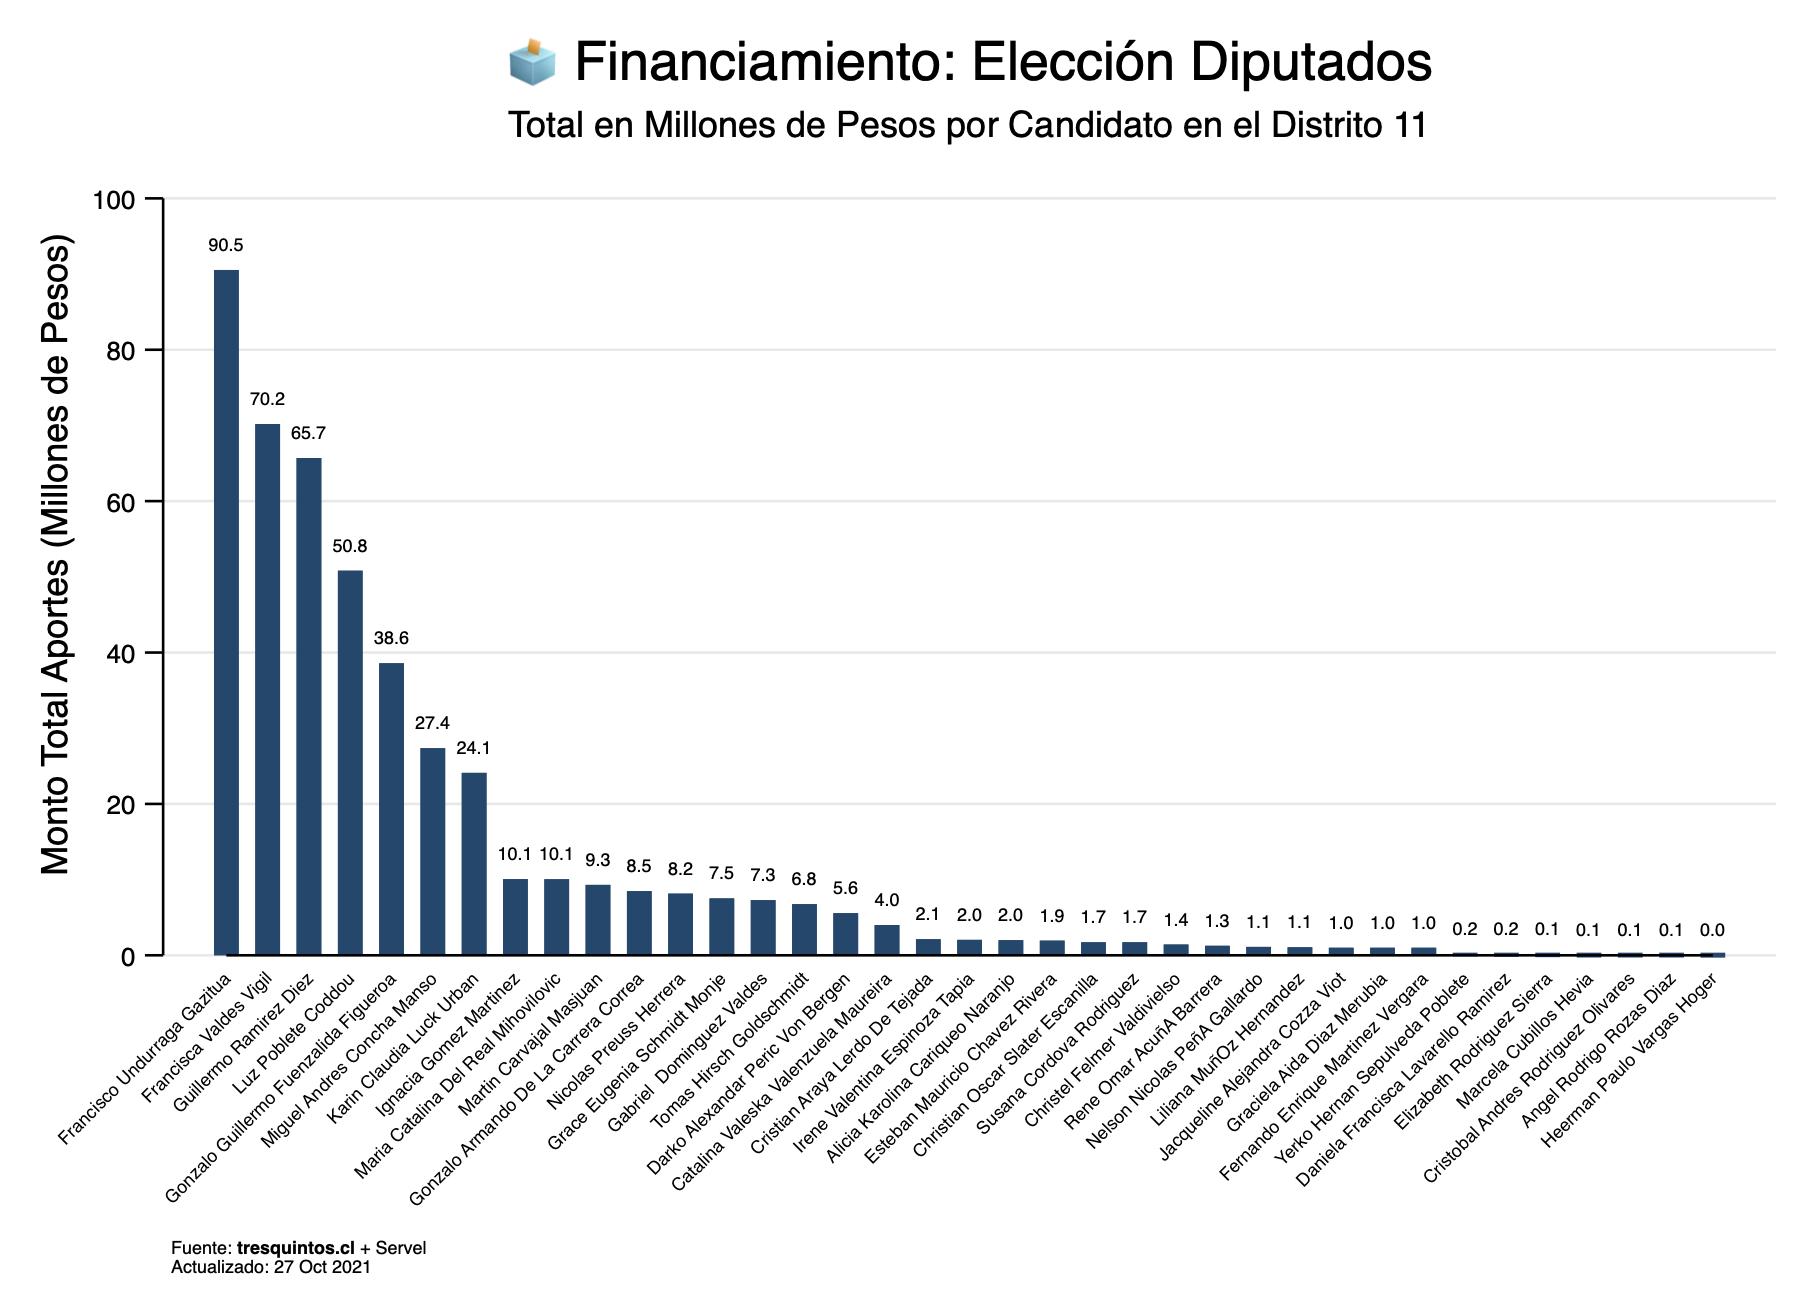 Financiamiento: Elección Diputados
Total en Millones de Pesos por Candidato en el Distrito 11
Monto Total Aportes (Millones de Pesos)
100
80
60
40
20
0
90.5
70.2
65.7
50.8
38.6
27.4
24.1
10.1
10.1
9.3
8.5
8.2
7.5
7.3
6.8
5.6
4.0
2.1
2.0
2.0
1.9
1.7
1.7
1.4
1.3
1.1
1.1
1.0
1.0
1.0
0.2
0.2
0.1
0.1
0.1
0.1
0.0
Francisco Undurraga Gazitua
Francisca Valdes Vigil
Guillermo Ramirez Diez
Luz Poblete Coddou
Gonzalo Guillermo Fuenzalida Figueroa
Miguel Andres Concha Manso
Karin Claudia Luck Urban
Ignacia Gomez Martinez
Maria Catalina Del Real Mihovilovic
Martin Carvajal Masjuan
Gonzalo Armando De La Carrera Correa
Nicolas Preuss Herrera
Grace Eugenia Schmidt Monje
Gabriel  Dominguez Valdes
Tomas Hirsch Goldschmidt
Darko Alexandar Peric Von Bergen
Catalina Valeska Valenzuela Maureira
Cristian Araya Lerdo De Tejada
Irene Valentina Espinoza Tapia
Alicia Karolina Cariqueo Naranjo
Esteban Mauricio Chavez Rivera
Christian Oscar Slater Escanilla
Susana Cordova Rodriguez
Christel Felmer Valdivielso
Rene Omar AcuñA Barrera
Nelson Nicolas PeñA Gallardo
Liliana MuñOz Hernandez
Jacqueline Alejandra Cozza Viot
Graciela Aida Diaz Merubia
Fernando Enrique Martinez Vergara
Yerko Hernan Sepulveda Poblete
Daniela Francisca Lavarello Ramirez
Elizabeth Rodriguez Sierra
Marcela Cubillos Hevia
Cristobal Andres Rodriguez Olivares
Angel Rodrigo Rozas Diaz
Heerman Paulo Vargas Hoger
Fuente: tresquintos.cl + Servel
Actualizado: 27 Oct 2021